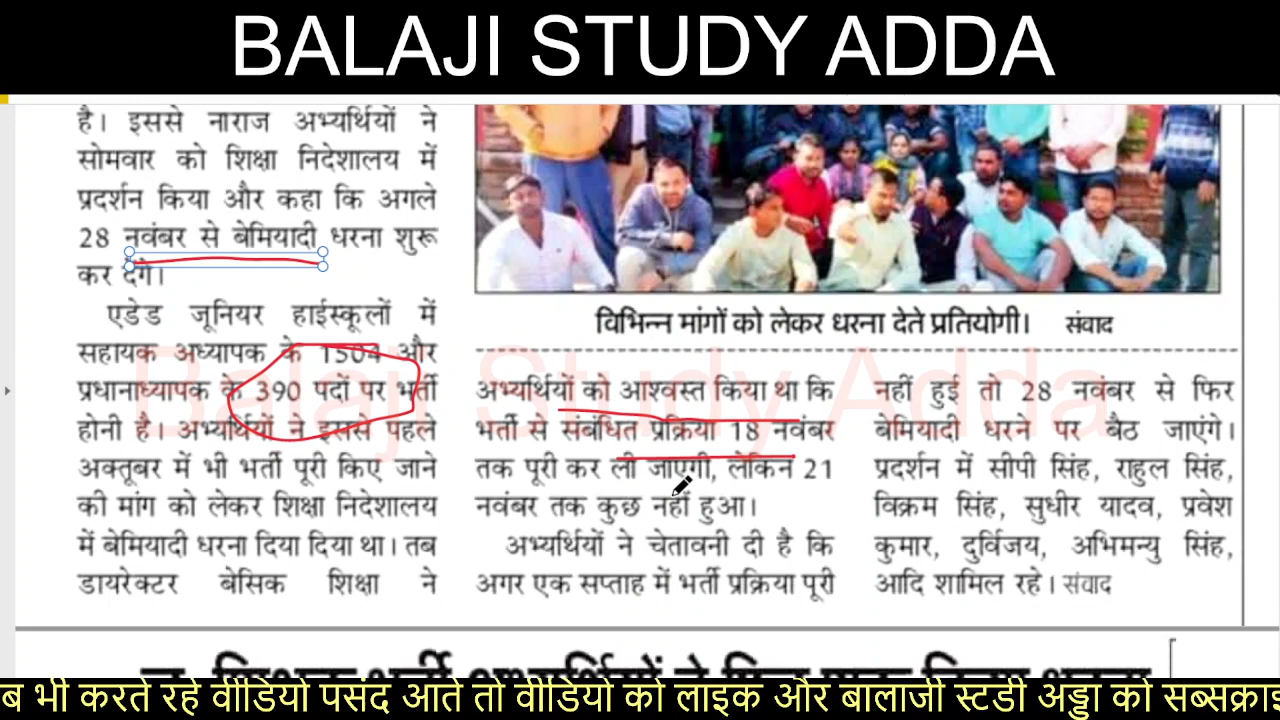 BALAJI STUDY ADDA
है। इससे नाराज अभ्यर्थियों ने
सोमवार को शिक्षा निदेशालय में
प्रदर्शन किया और कहा कि अगले
28 नवंबर से बेमियादी धरना शुरू
कर देंगे।
एडेड जूनियर हाईस्कूलों में
सहायक अध्यापक के 1504 और
प्रधानाध्यापक के 390 पदों पर भर्ती
होनी है। अभ्यर्थियों ने इससे पहले
अक्तूबर में भी भर्ती पूरी किए जाने
की मांग को लेकर शिक्षा निदेशालय
में बेमियादी धरना दिया दिया था। तब
डायरेक्टर बेसिक शिक्षा ने
विभिन्न मांगों को लेकर धरना देते प्रतियोगी। संवाद
अभ्यर्थियों को आश्वस्त किया था कि
भर्ती से संबंधित प्रक्रिया 18 नवंबर
तक पूरी कर ली जाएगी, लेकिन 21
नवंबर तक कुछ नहीं हुआ।
अभ्यर्थियों ने चेतावनी दी है कि
अगर एक सप्ताह में भर्ती प्रक्रिया पूरी
नहीं हुई तो 28 नवंबर से फिर
बेमियादी धरने पर बैठ जाएंगे।
प्रदर्शन में सीपी सिंह, राहुल सिंह,
विक्रम सिंह, सुधीर यादव, प्रवेश
कुमार, दुर्विजय, अभिमन्यु सिंह,
आदि शामिल रहे। संवाद
Balaji Study Adda
ब भी करते रहे वीडियो पसंद आते तो वीडियो को लाइक और बालाजी स्टडी अड्डा को सब्सक्राइ